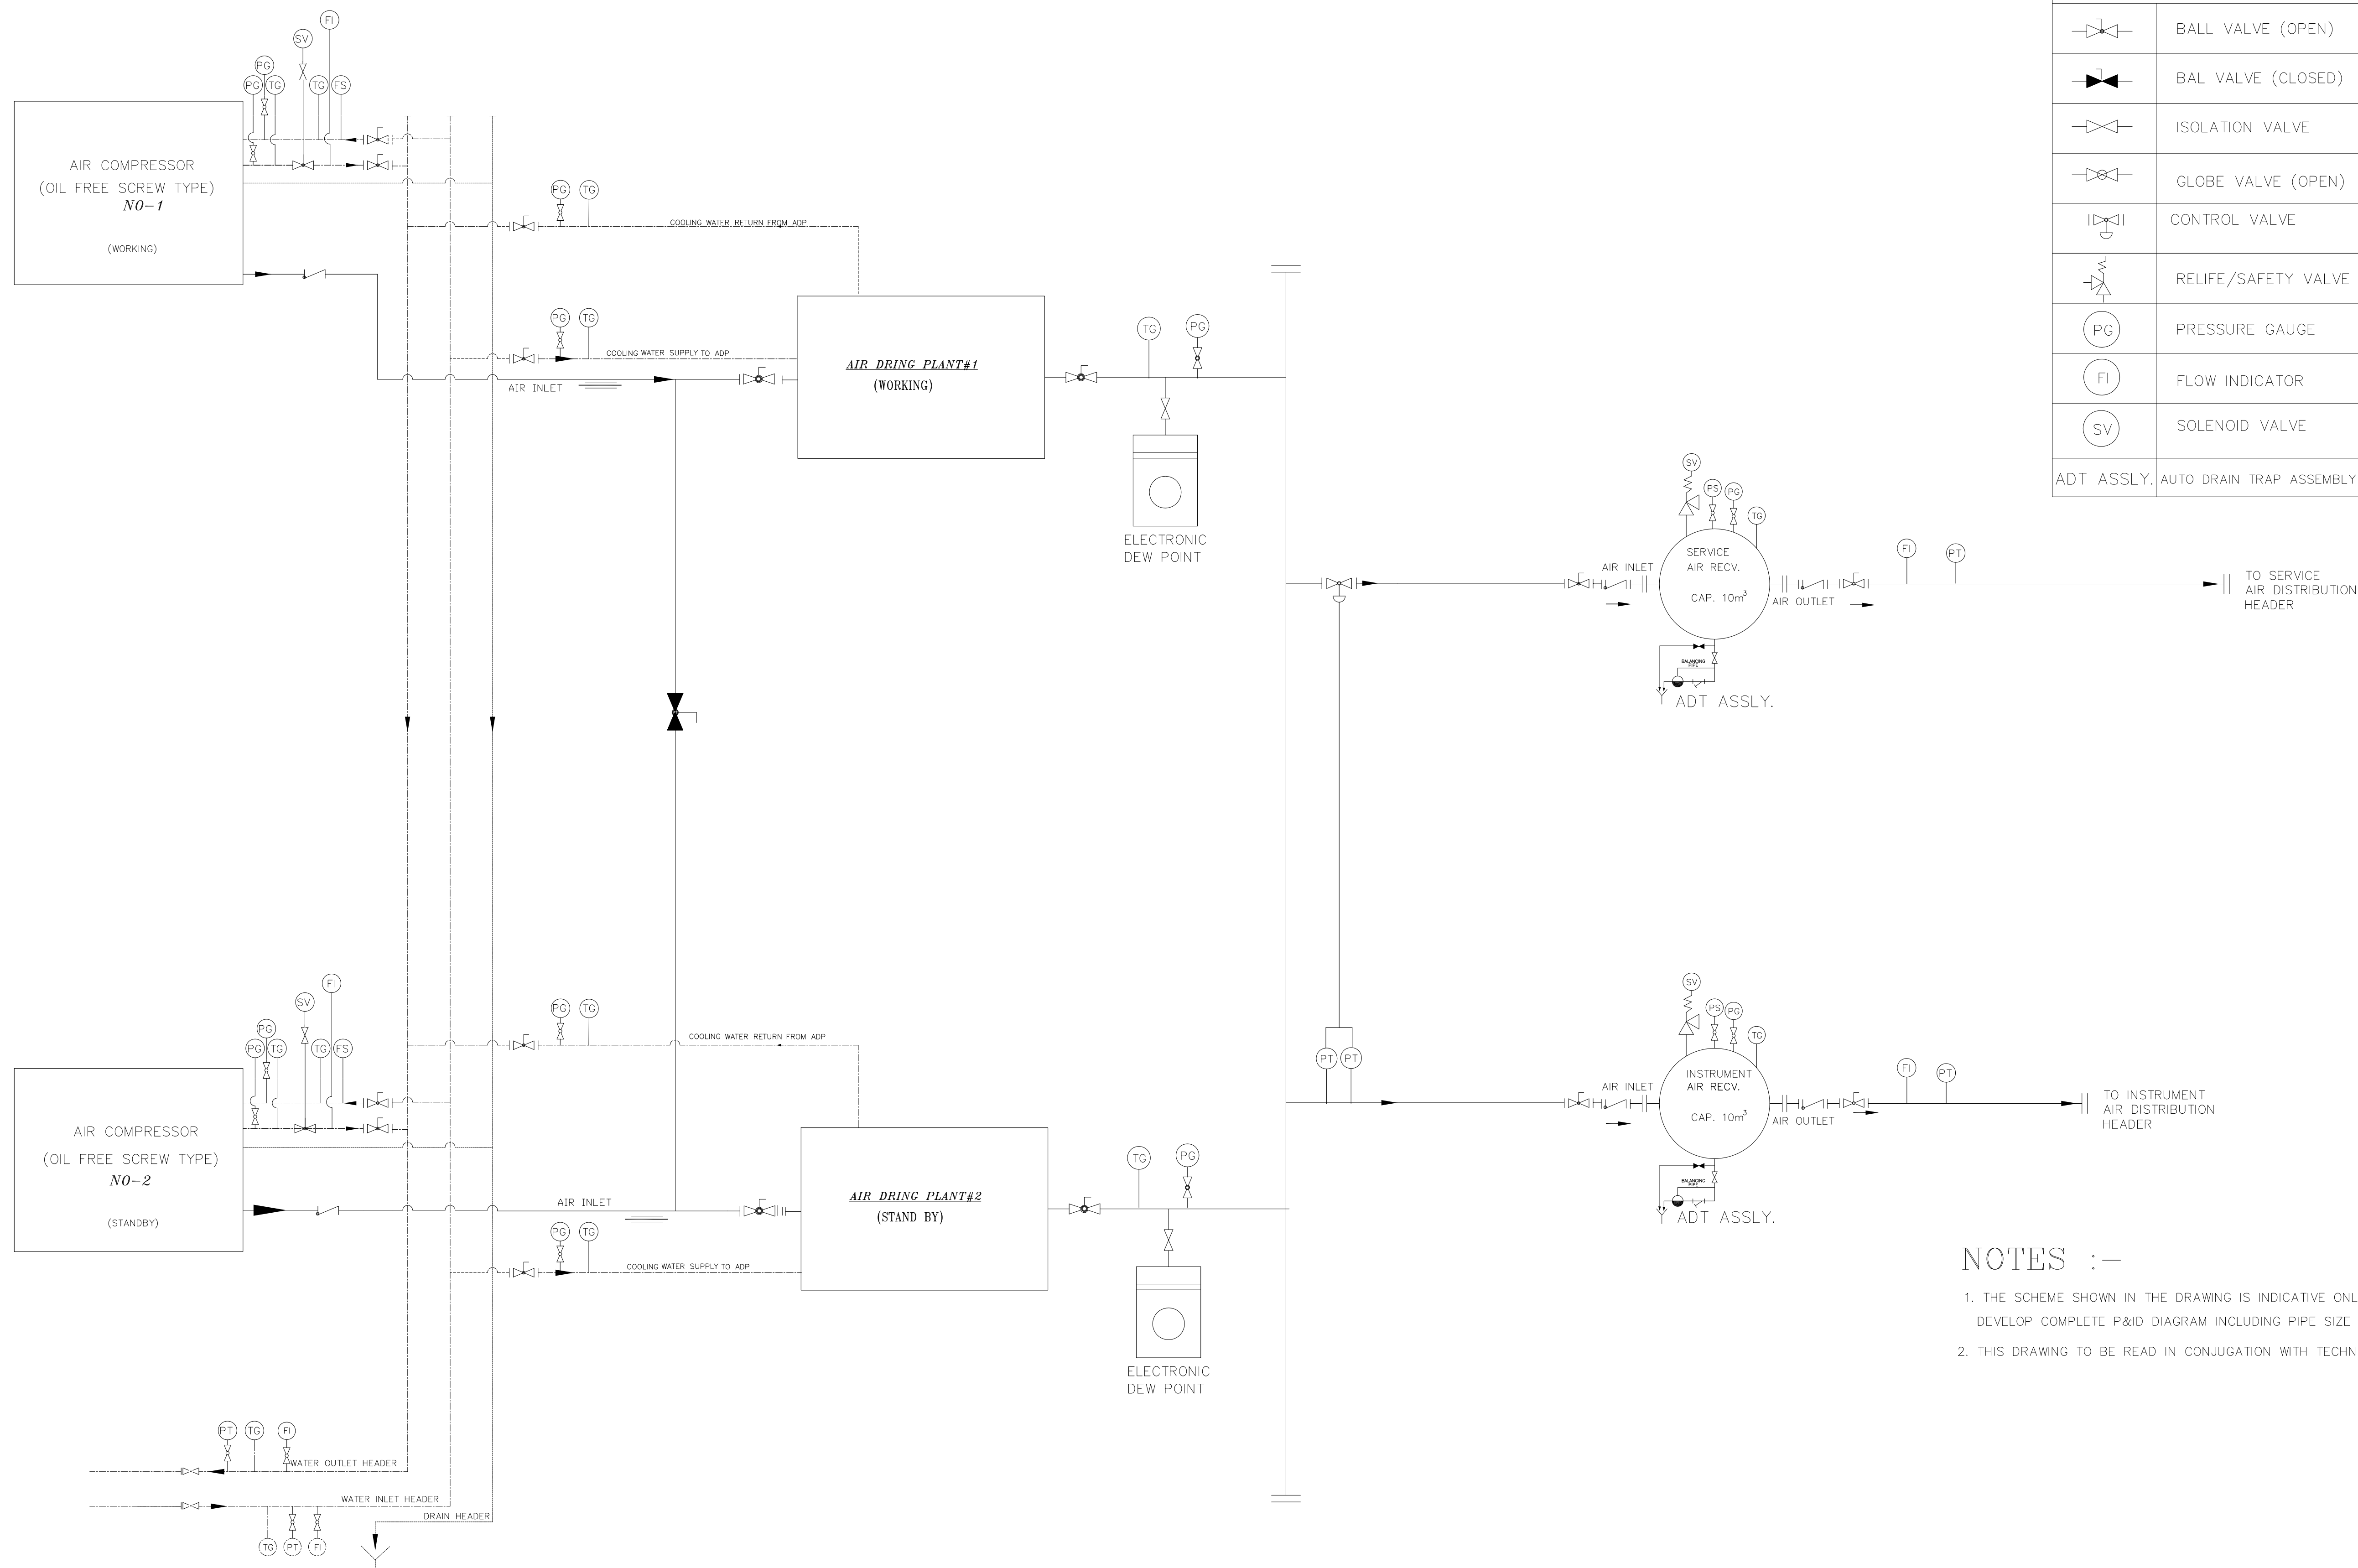 FI
SV
PG
PG
TG
TG
FS
AIR COMPRESSOR
(OIL FREE SCREW TYPE)
NO-1
(WORKING)
PG
TG
COOLING WATER RETURN FROM ADP
PG
TG
COOLING WATER SUPPLY TO ADP
AIR INLET
AIR DRING PLANT#1
(WORKING)
TG
PG
ELECTRONIC
DEW POINT
SV
PS
PG
TG
SERVICE
AIR RECV.
CAP. 10m³
AIR INLET
AIR OUTLET
FI
PT
TO SERVICE
AIR DISTRIBUTION
HEADER
BALANCING
PIPE
ADT ASSLY.
BALL VALVE (OPEN)
BAL VALVE (CLOSED)
ISOLATION VALVE
GLOBE VALVE (OPEN)
CONTROL VALVE
RELIFE/SAFETY VALVE
PG PRESSURE GAUGE
FI FLOW INDICATOR
SV SOLENOID VALVE
ADT ASSLY. AUTO DRAIN TRAP ASSEMBLY
FI
SV
PG
PG
TG
TG
FS
AIR COMPRESSOR
(OIL FREE SCREW TYPE)
NO-2
(STANDBY)
PG
TG
COOLING WATER RETURN FROM ADP
AIR INLET
PG
TG
COOLING WATER SUPPLY TO ADP
AIR DRING PLANT#2
(STAND BY)
TG
PG
ELECTRONIC
DEW POINT
PT
PT
SV
PS
PG
TG
INSTRUMENT
AIR RECV.
CAP. 10m³
AIR INLET
AIR OUTLET
FI
PT
TO INSTRUMENT
AIR DISTRIBUTION
HEADER
BALANCING
PIPE
ADT ASSLY.
NOTES :-
1. THE SCHEME SHOWN IN THE DRAWING IS INDICATIVE ONL
DEVELOP COMPLETE P&ID DIAGRAM INCLUDING PIPE SIZE
2. THIS DRAWING TO BE READ IN CONJUGATION WITH TECHN
PT
TG
FI
WATER OUTLET HEADER
WATER INLET HEADER
DRAIN HEADER
TG
PT
FI